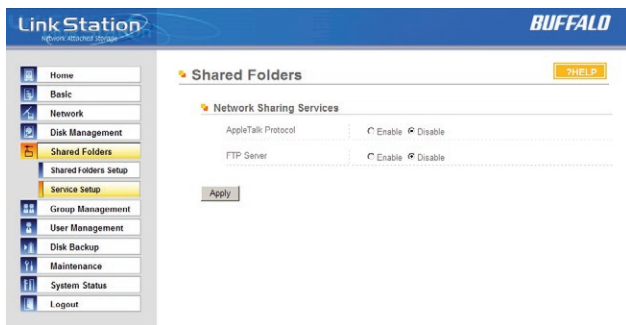 Link Station
Network Attached Storage
BUFFALO
Home
Basic
Network
Disk Management
Shared Folders
Shared Folders Setup
Service Setup
Group Management
User Management
Disk Backup
Maintenance
System Status
Logout
Shared Folders
?HELP
Network Sharing Services
AppleTalk Protocol
Enable Disable
FTP Server
Enable Disable
Apply